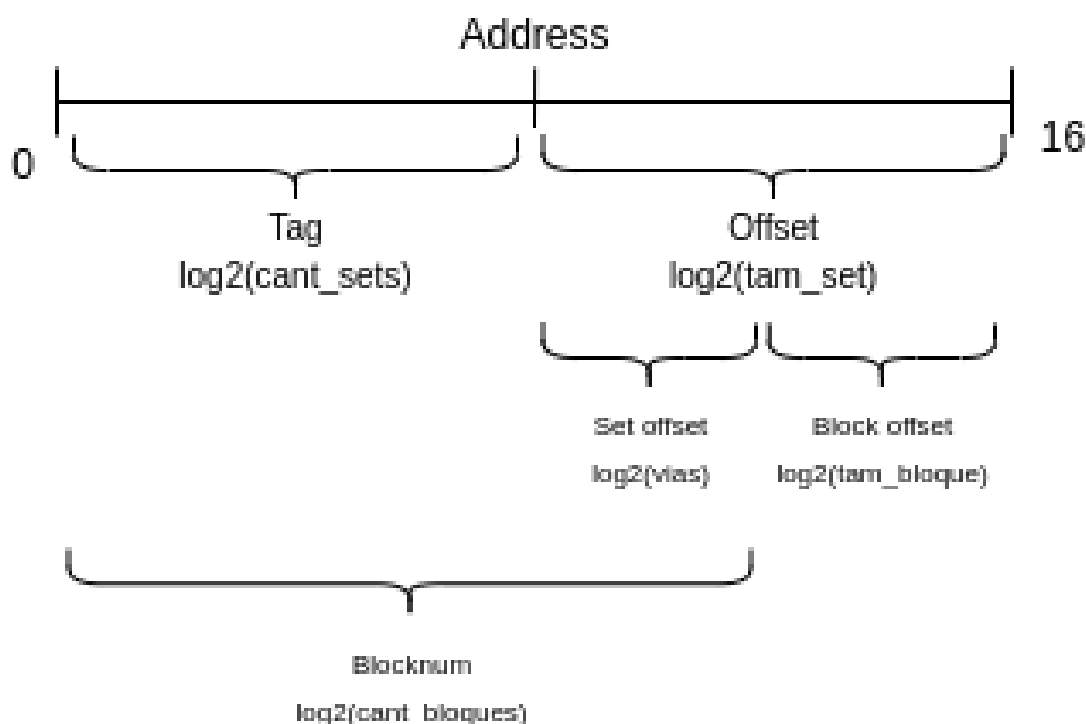 Address
0
16
Tag
log2(cant_sets)
Offset
log2(tam_set)
Set offset
log2(vias)
Block offset
log2(tam_bloque)
Blocknum
log2(cant_bloques)